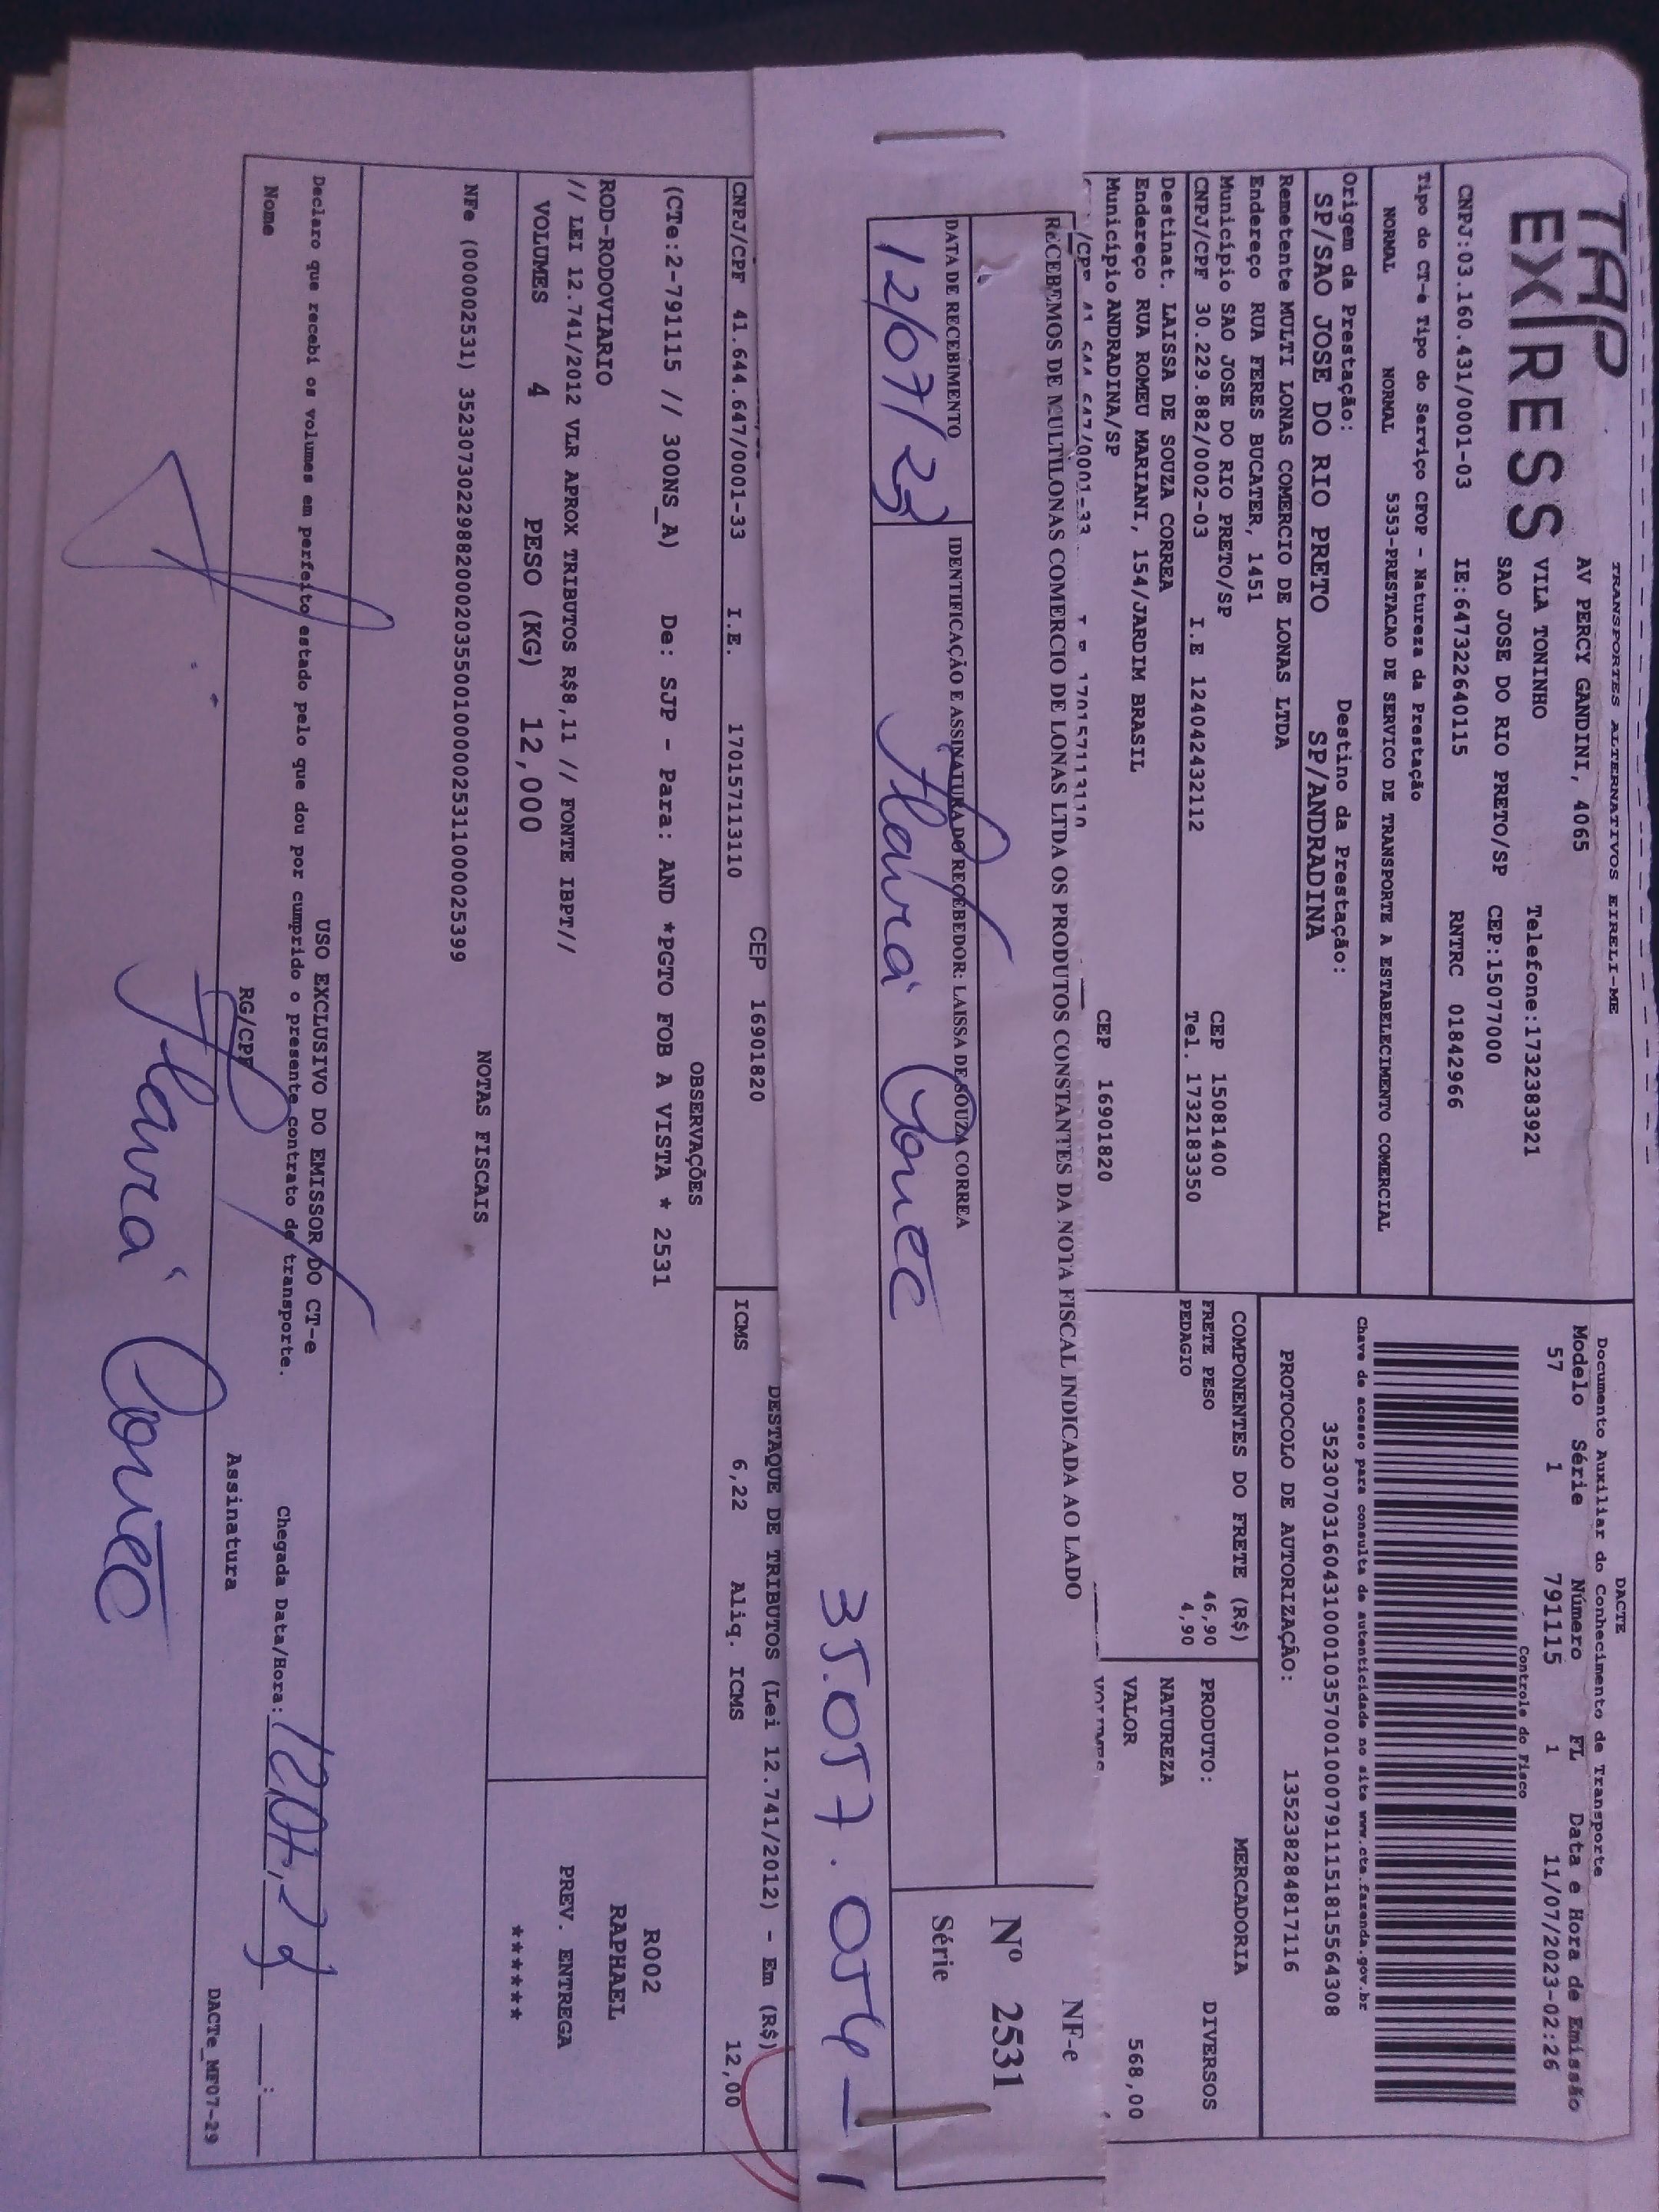 TRANSPORTES ALTERNATIVOS EIRELI-ME
TAP
EXPRESS
AV PERCY GANDINI, 4065
VILA TONINHO
Telefone:1732383921
SAO JOSE DO RIO PRETO/SP CEP:15077000
CNPJ:03.160.431/0001-03 IE:647322640115 RNTRC 01842966
Tipo do CT-e Tipo do Serviço CFOP - Natureza da Prestação
NORMAL NORMAL 5353-PRESTACAO DE SERVICO DE TRANSPORTE A ESTABELECIMENTO COMERCIAL
Origem da Prestação: Destino da Prestação:
SP/SAO JOSE DO RIO PRETO SP/ANDRADINA
Remetente MULTI LONAS COMERCIO DE LONAS LTDA
Endereço RUA FERES BUCATER, 1451
Município SAO JOSE DO RIO PRETO/SP CEP 15081400
CNPJ/CPF 30.229.882/0002-03 I.E 124042432112 Tel. 1732183350
Destinat. LAISSA DE SOUZA CORREA
Endereço RUA ROMEU MARIANI, 154/JARDIM BRASIL
Município ANDRADINA/SP CEP 16901820
DACTE
Documento Auxiliar do Conhecimento de Transporte
Modelo Série Número FL Data e Hora de Emissão
57 1 791115 1 11/07/2023-02:26
Controle do Fisco
Chave de acesso para consulta de autenticidade no site www.cte.fazenda.gov.br
35230703160431000103570010007911151815564308
PROTOCOLO DE AUTORIZAÇÃO: 135238284817116
COMPONENTES DO FRETE (R$)
FRETE PESO 46,90
PEDAGIO 4,90
MERCADORIA
PRODUTO: DIVERSOS
NATUREZA
VALOR 568,00
VOLUMES
/CPF 41.644.647/0001-33 I.E. 170157113110
RECEBEMOS DE MULTILONAS COMERCIO DE LONAS LTDA OS PRODUTOS CONSTANTES DA NOTA FISCAL INDICADA AO LADO
NF-e
Nº 2531
Série
DATA DE RECEBIMENTO
IDENTIFICAÇÃO E ASSINATURA DO RECEBEDOR: LAISSA DE SOUZA CORREA
12/07/23
35.057.054-1
CEP 16901820
CNPJ/CPF 41.644.647/0001-33 I.E. 170157113110
DESTAQUE DE TRIBUTOS (Lei 12.741/2012) - Em (R$)
ICMS 6,22 Aliq. ICMS 12,00
OBSERVAÇÕES
(CTe:2-791115 // 300NS_A) De: SJP - Para: AND *PGTO FOB A VISTA * 2531
ROD-RODOVIARIO
// LEI 12.741/2012 VLR APROX TRIBUTOS R$8,11 // FONTE IBPT//
VOLUMES 4 PESO (KG) 12,000
R002
RAPHAEL
PREV. ENTREGA
******
NOTAS FISCAIS
NFe (000002531) 35230730229882000203550010000025311000025399
USO EXCLUSIVO DO EMISSOR DO CT-e
Declaro que recebi os volumes em perfeito estado pelo que dou por cumprido o presente contrato de transporte.
Chegada Data/Hora: ___:___
Nome RG/CPF Assinatura
DACTe_MF07-29